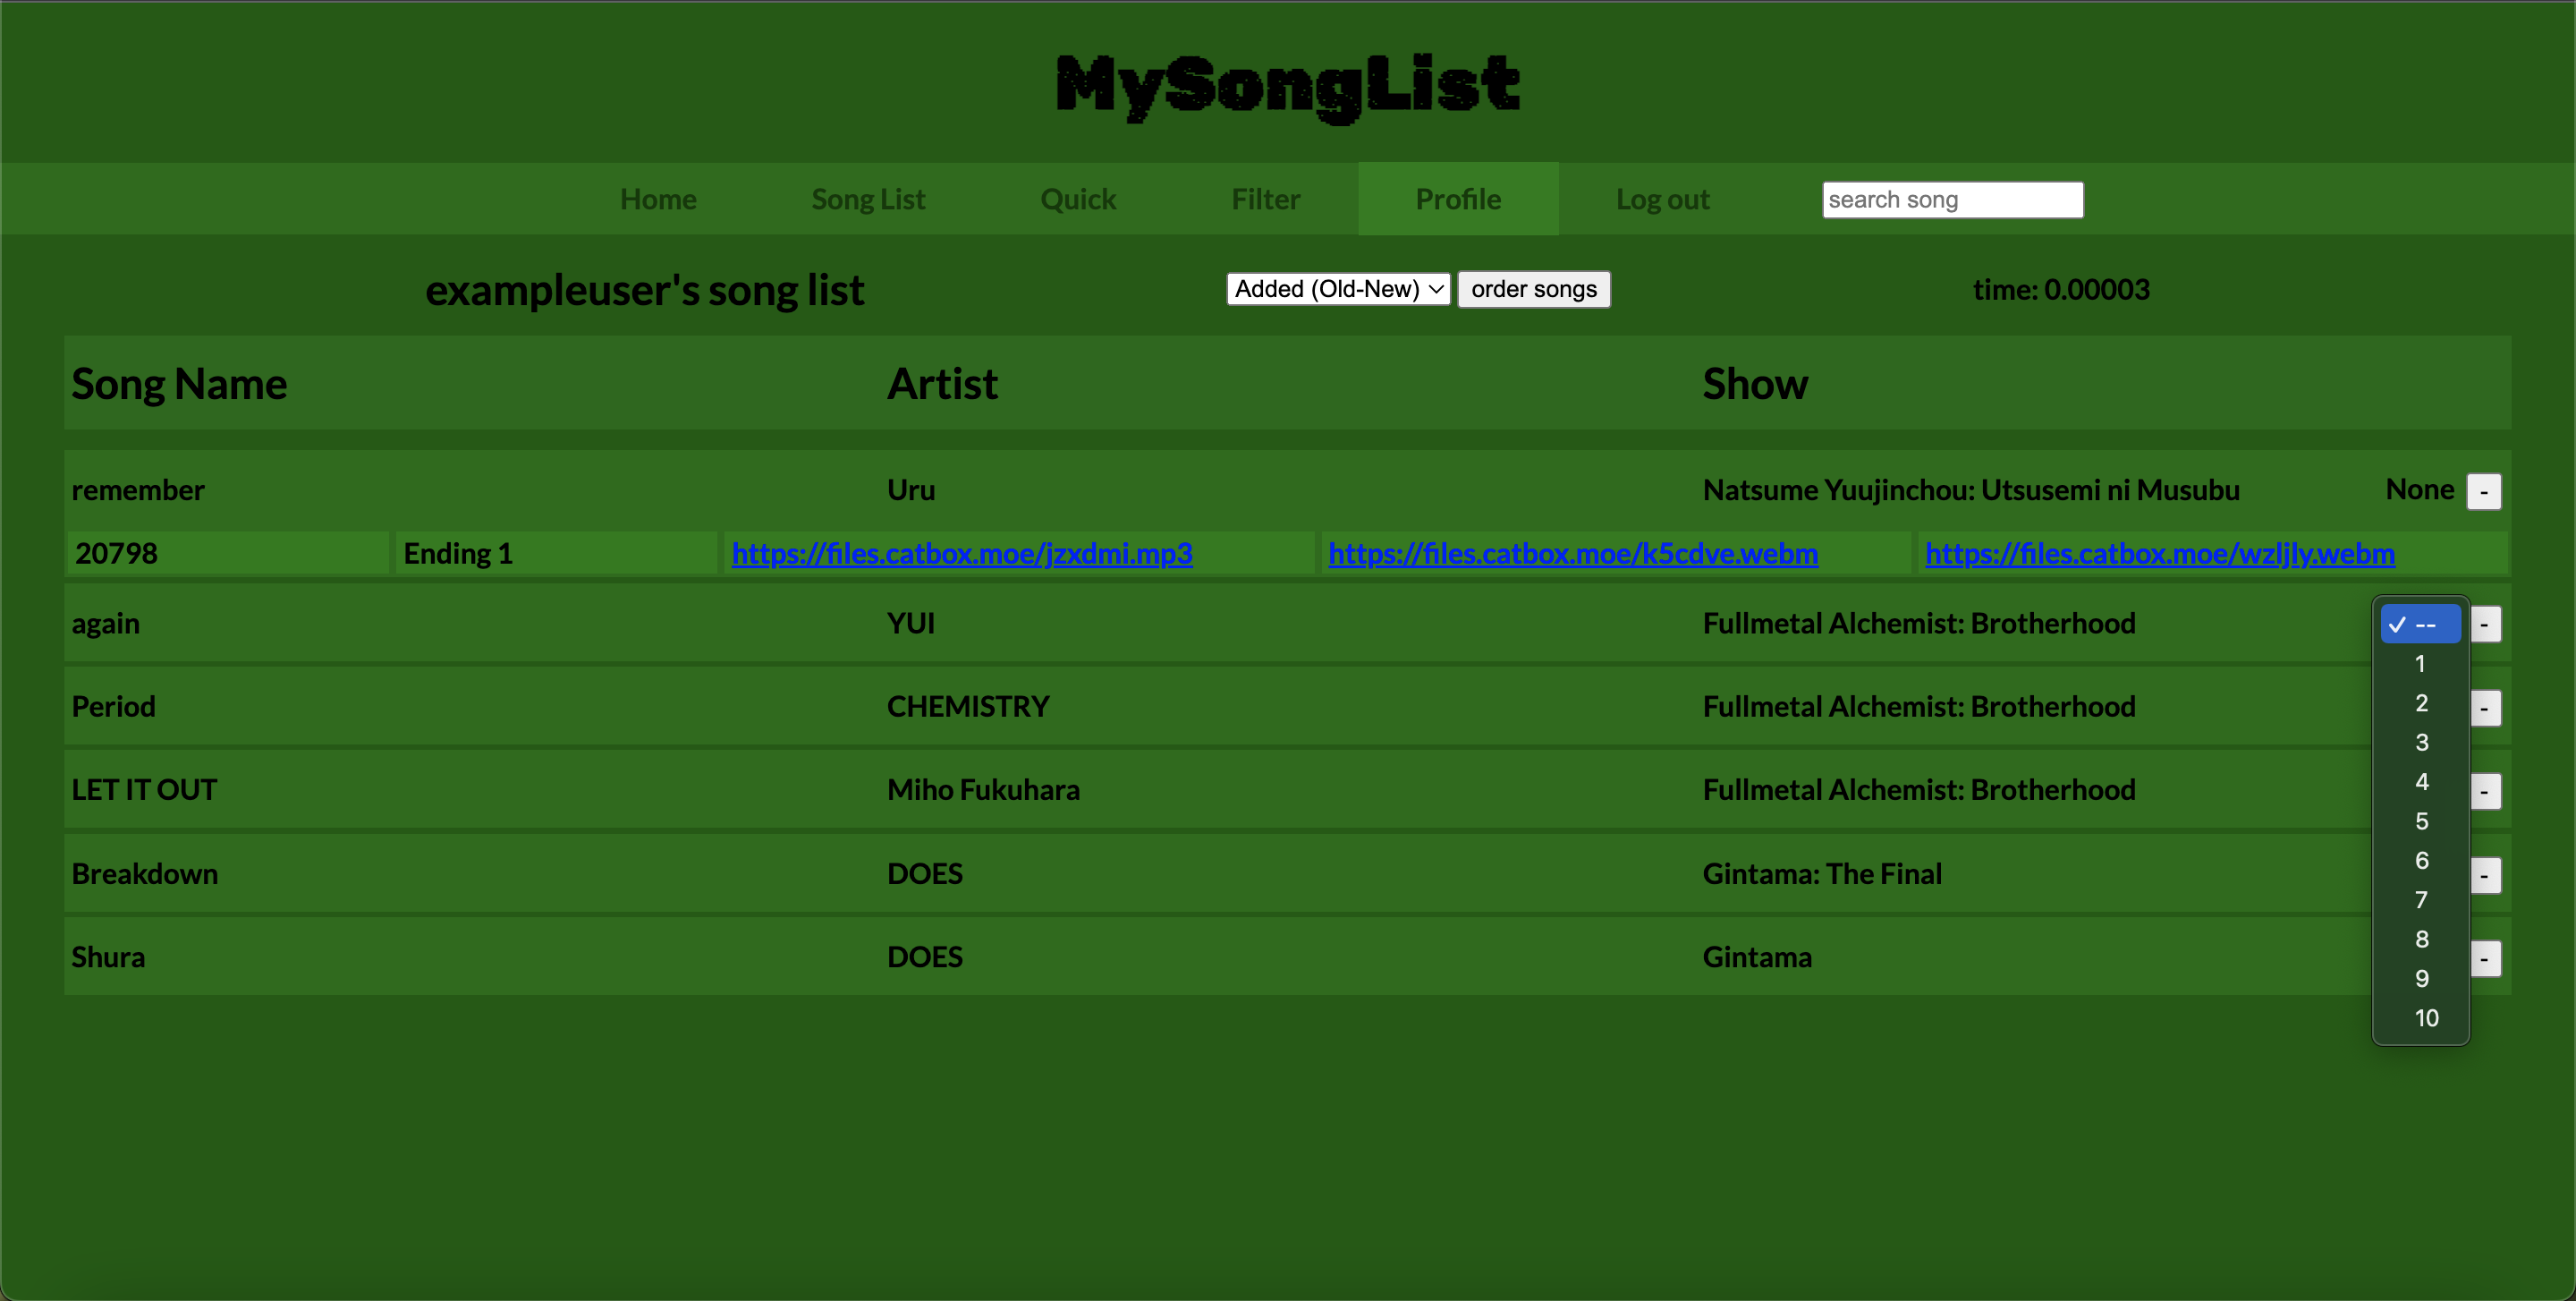 MySongList
Home Song List Quick Filter Profile Log out search song
exampleuser's song list Added (Old-New) order songs time: 0.00003
Song Name Artist Show
remember Uru Natsume Yuujinchou: Utsusemi ni Musubu None -
20798 Ending 1 https://files.catbox.moe/jzxdmi.mp3 https://files.catbox.moe/k5cdve.webm https://files.catbox.moe/wzljly.webm
again YUI Fullmetal Alchemist: Brotherhood ✓ -- -
1
Period CHEMISTRY Fullmetal Alchemist: Brotherhood 2 -
3
LET IT OUT Miho Fukuhara Fullmetal Alchemist: Brotherhood 4 -
5
Breakdown DOES Gintama: The Final 6 -
7
8
Shura DOES Gintama -
9
10